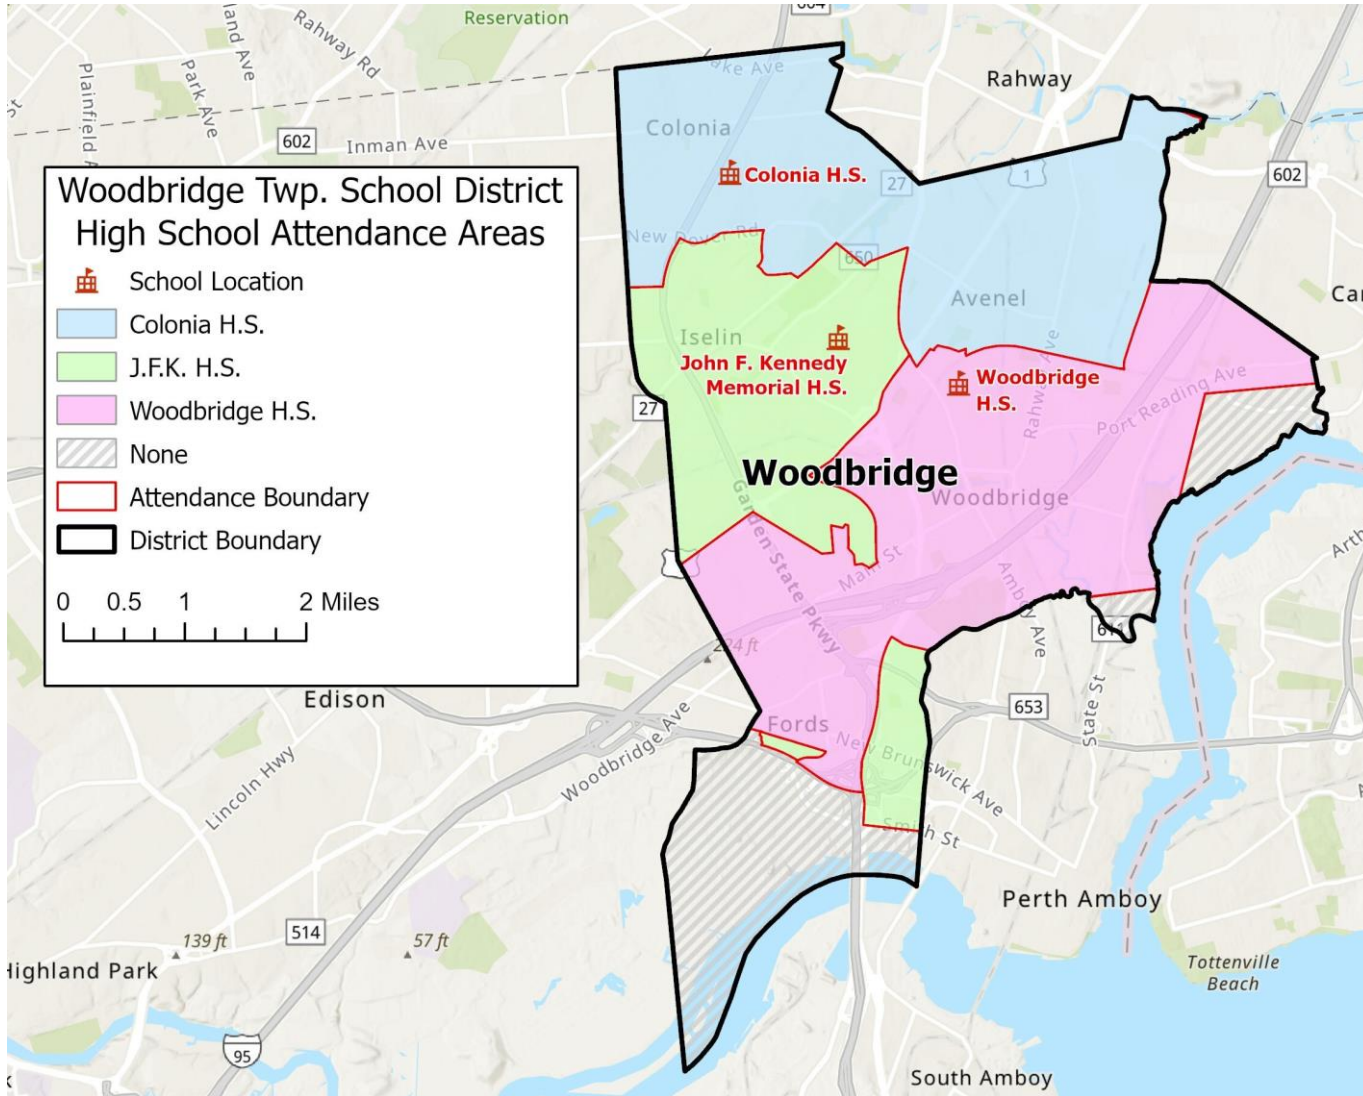 Reservation
Rahway Rd
Park Ave
602
Inman Ave
Lake Ave
Rahway
Colonia
Colonia H.S.
27
1
602
New Dover Rd
650
Avenel
Iselin
John F. Kennedy
Memorial H.S.
Woodbridge
H.S.
Rahway Ave
Port Reading Ave
27
Woodbridge
Woodbridge
Garden State Pkwy
Main St
Amboy Ave
611
State St
653
Fords
New Brunswick Ave
Smith St
Woodbridge Twp. School District
High School Attendance Areas
School Location
Colonia H.S.
J.F.K. H.S.
Woodbridge H.S.
None
Attendance Boundary
District Boundary
0 0.5 1 2 Miles
Edison
Woodbridge Ave
Lincoln Hwy
514
139 ft
57 ft
Highland Park
95
Perth Amboy
Tottenville
Beach
South Amboy